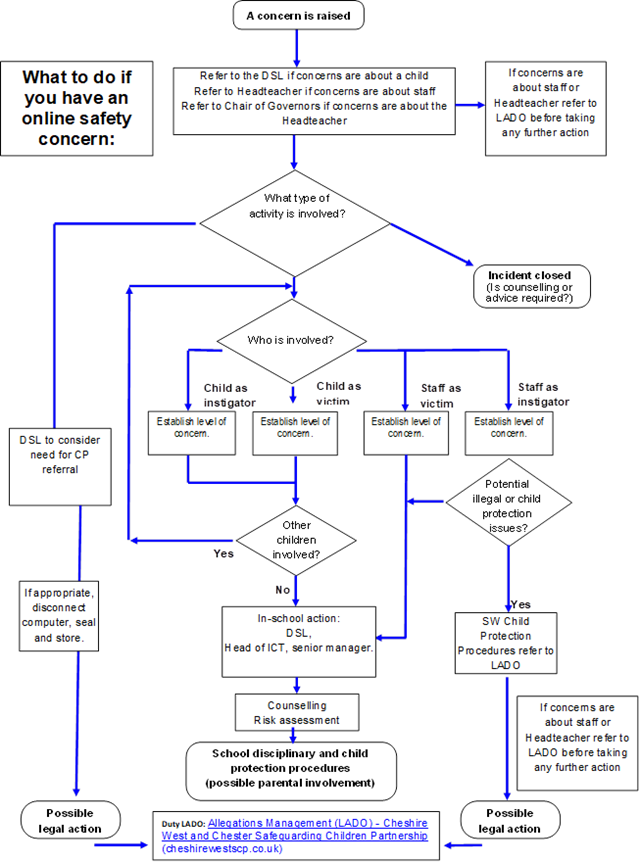 A concern is raised
What to do if
you have an
online safety
concern:
Refer to the DSL if concerns are about a child
Refer to Headteacher if concerns are about staff
Refer to Chair of Governors if concerns are about the
Headteacher
If concerns are
about staff or
Headteacher refer to
LADO before taking
any further action
What type of
activity is involved?
Incident closed
(Is counselling or
advice required?)
Who is involved?
Child as
instigator
Child as
victim
Staff as
victim
Staff as
instigator
Establish level of
concern.
Establish level of
concern.
Establish level of
concern.
Establish level of
concern.
DSL to consider
need for CP
referral
Potential
illegal or child
protection
issues?
Other
children
involved?
Yes
No
If appropriate,
disconnect
computer, seal
and store.
In-school action:
DSL,
Head of ICT, senior manager.
Yes
SW Child
Protection
Procedures refer to
LADO
Counselling
Risk assessment
If concerns are
about staff or
Headteacher refer to
LADO before taking
any further action
School disciplinary and child
protection procedures
(possible parental involvement)
Possible
legal action
Duty LADO: Allegations Management (LADO) - Cheshire
West and Chester Safeguarding Children Partnership
(cheshirewestscp.co.uk)
Possible
legal action